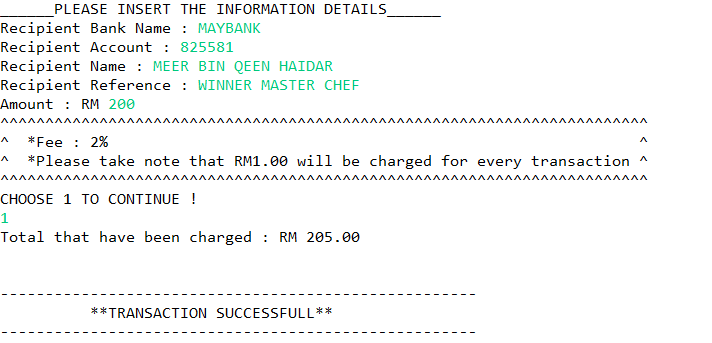 ______PLEASE INSERT THE INFORMATION DETAILS______
Recipient Bank Name : MAYBANK
Recipient Account : 825581
Recipient Name : MEER BIN QEEN HAIDAR
Recipient Reference : WINNER MASTER CHEF
Amount : RM 200
^^^^^^^^^^^^^^^^^^^^^^^^^^^^^^^^^^^^^^^^^^^^^^^^^^^^^^^^^^^^^^^^^^^^^^^^
^  *Fee : 2%                                                           ^
^  *Please take note that RM1.00 will be charged for every transaction ^
^^^^^^^^^^^^^^^^^^^^^^^^^^^^^^^^^^^^^^^^^^^^^^^^^^^^^^^^^^^^^^^^^^^^^^^^
CHOOSE 1 TO CONTINUE !
1
Total that have been charged : RM 205.00
-----------------------------------------------------
          **TRANSACTION SUCCESSFULL**
-----------------------------------------------------